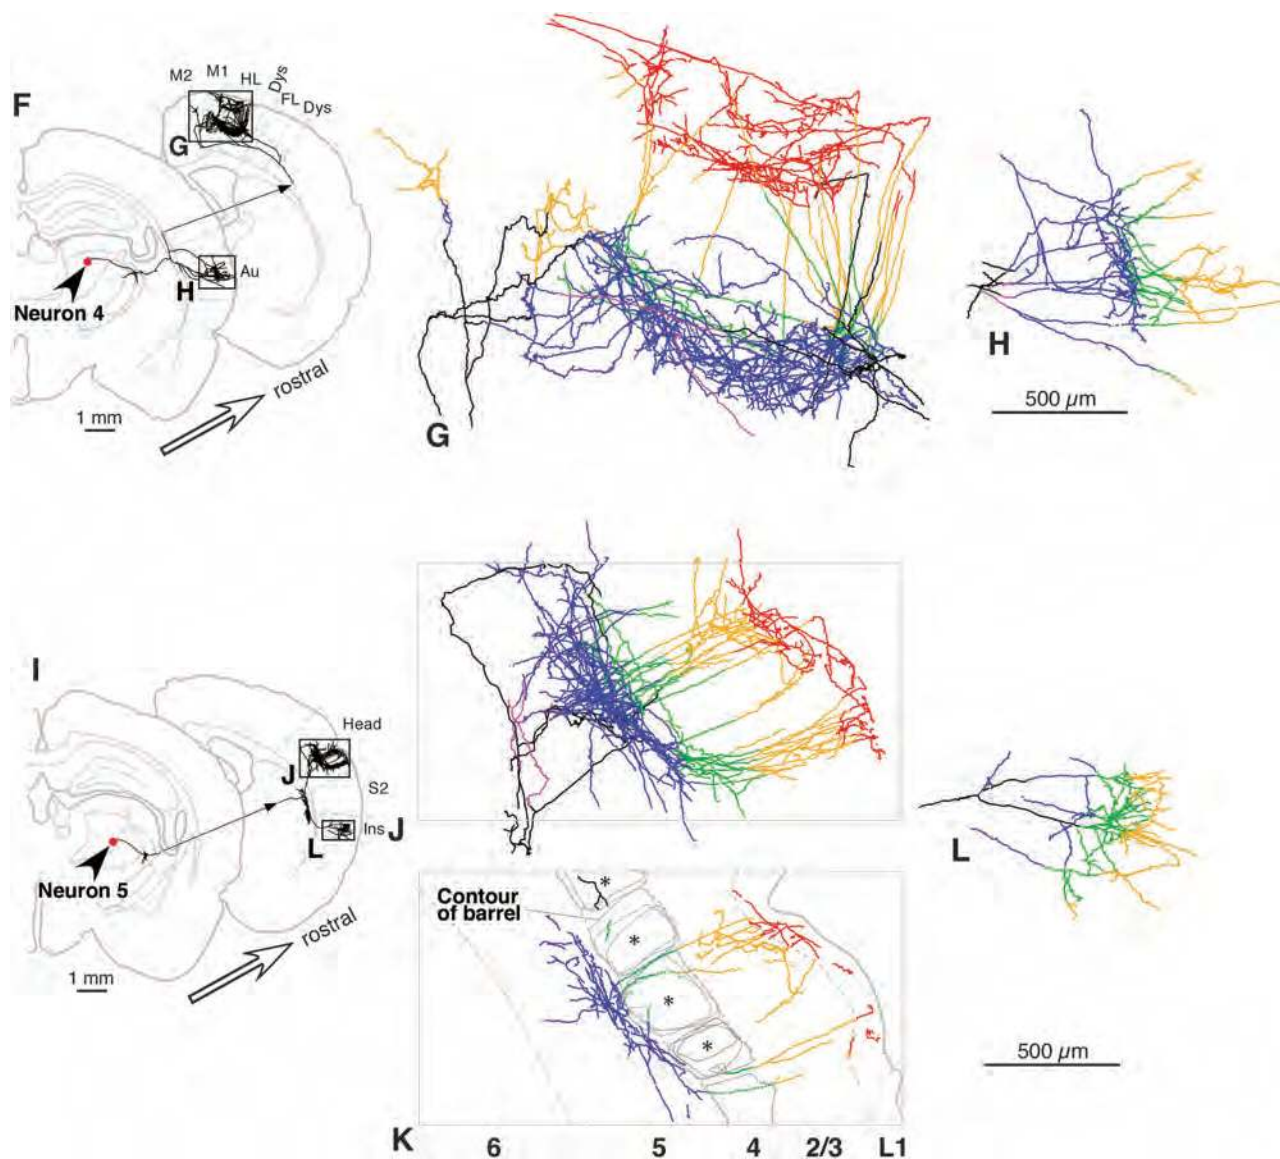 F
M2
M1
HL
Dys
FL
Dys
G
H
Au
Neuron 4
rostral
1 mm
G
H
500 μm
I
Head
J
S2
Ins
L
Neuron 5
rostral
1 mm
J
L
Contour
of barrel
*
*
*
*
500 μm
K
6 5 4 2/3 L1